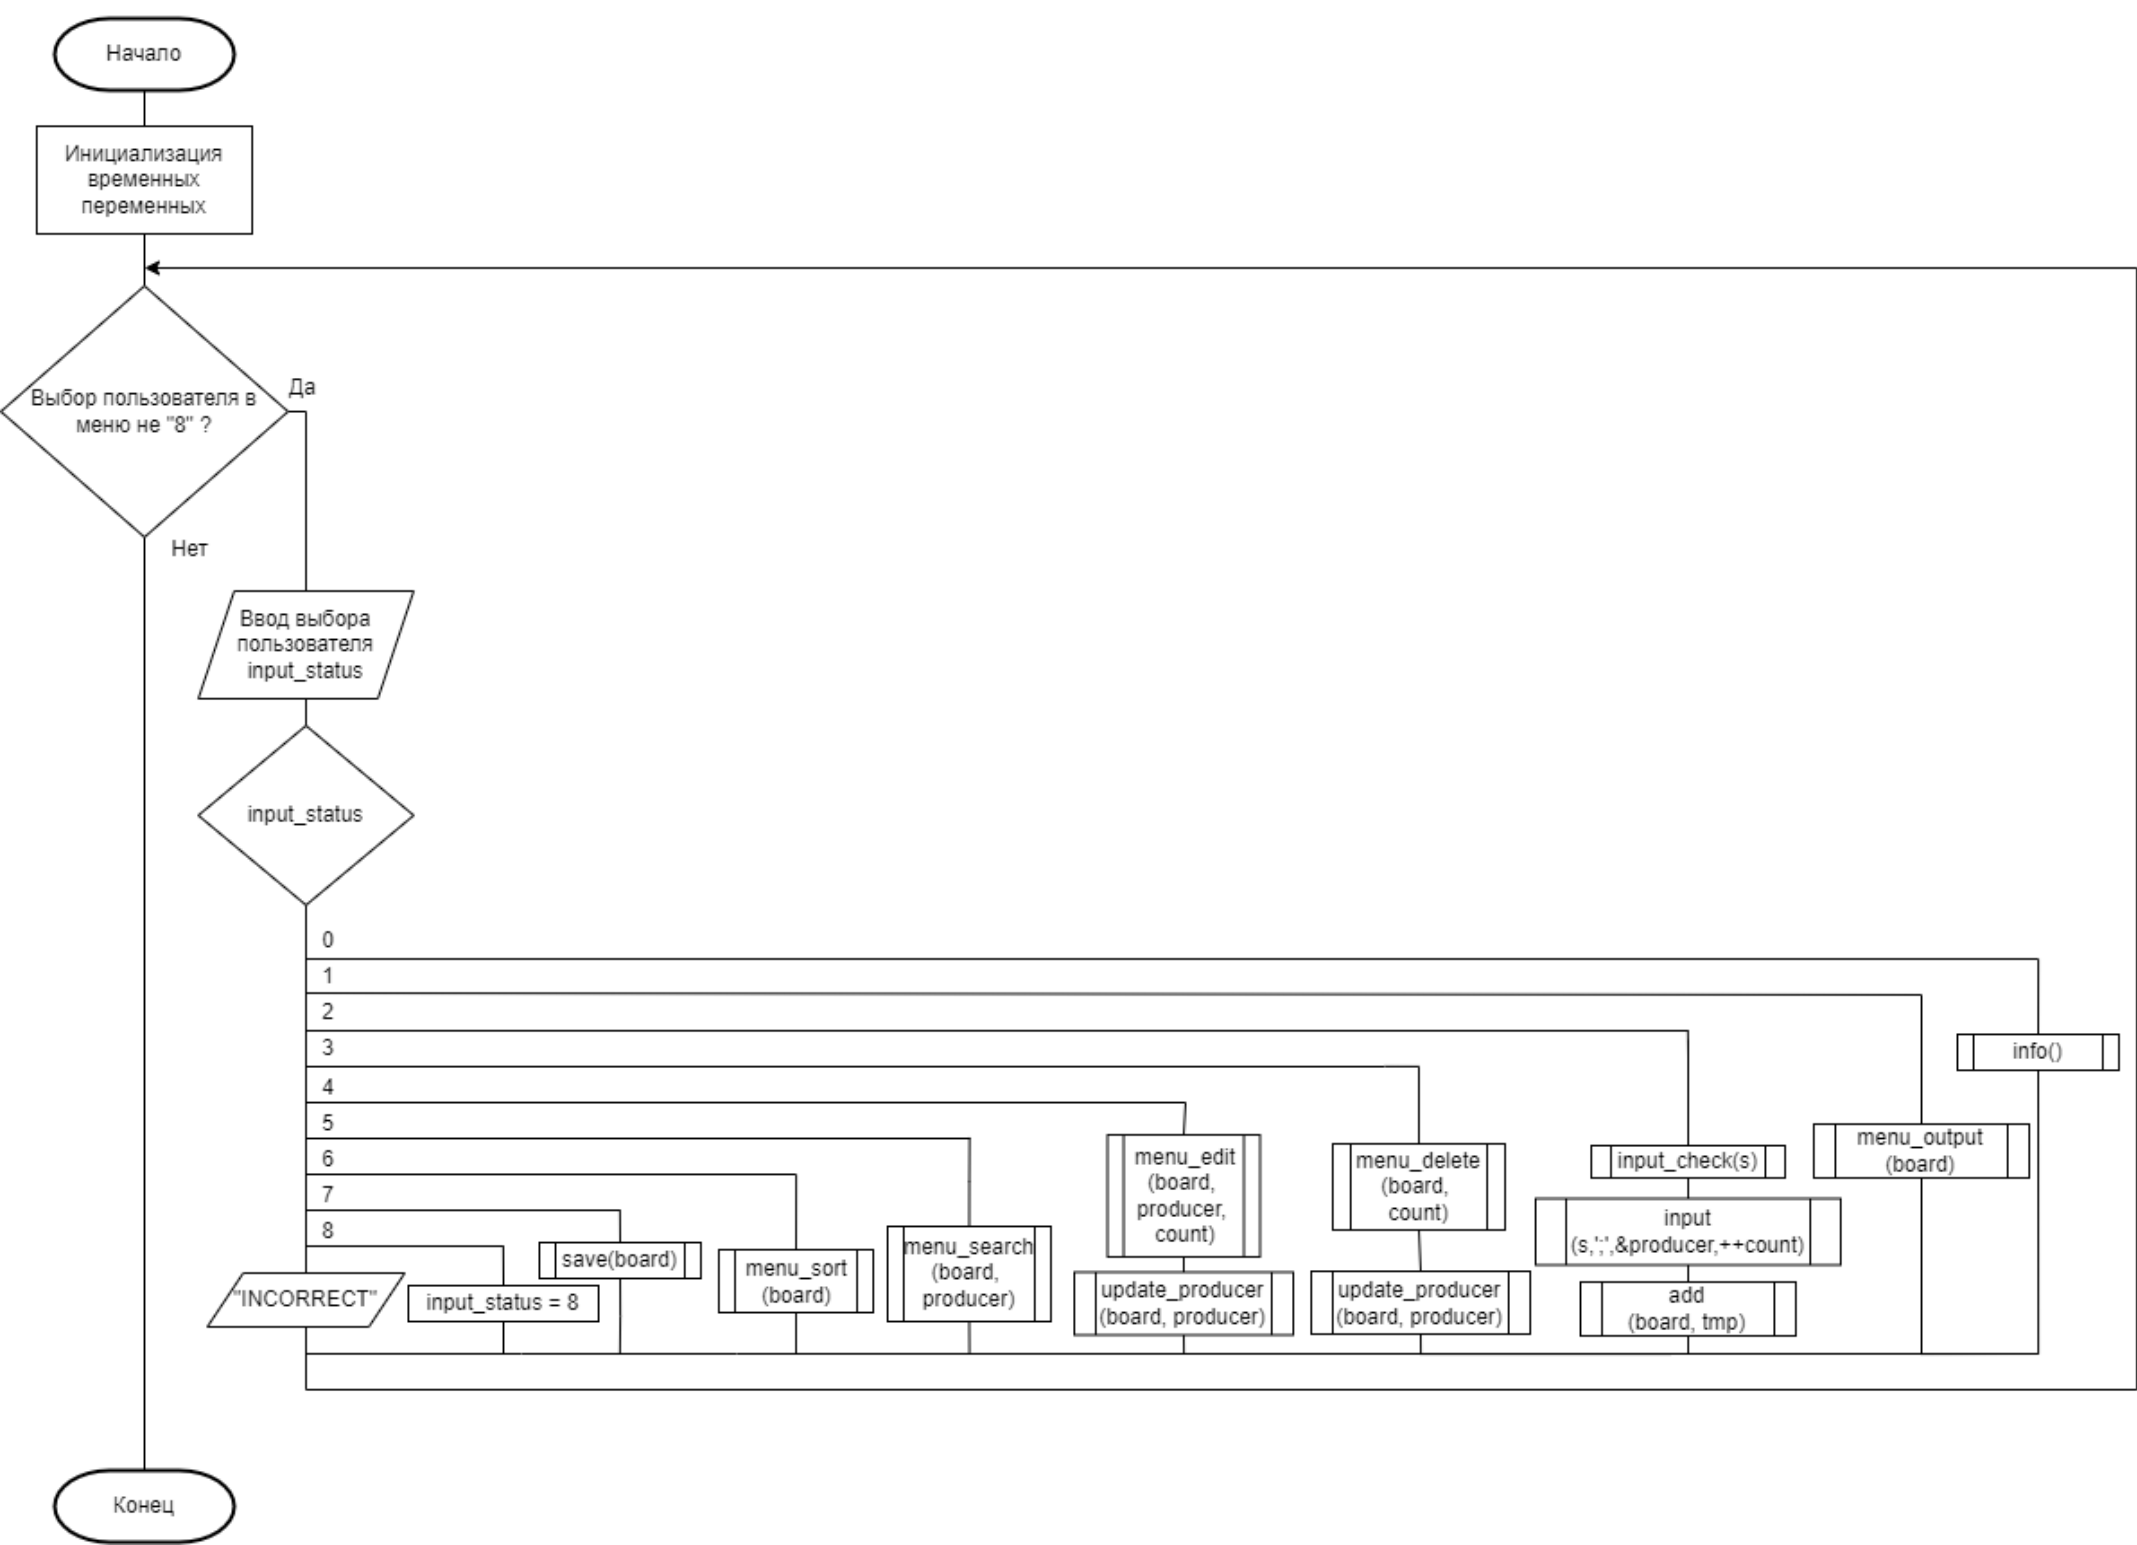 Начало
Инициализация
временных
переменных
Выбор пользователя в
меню не "8" ?
Да
Нет
Ввод выбора
пользователя
input_status
input_status
0
1
2
3
4
5
6
7
8
"INCORRECT"
input_status = 8
save(board)
menu_sort
(board)
menu_search
(board,
producer)
menu_edit
(board,
producer,
count)
update_producer
(board, producer)
menu_delete
(board,
count)
update_producer
(board, producer)
input_check(s)
input
(s,';',&producer,++count)
add
(board, tmp)
menu_output
(board)
info()
Конец